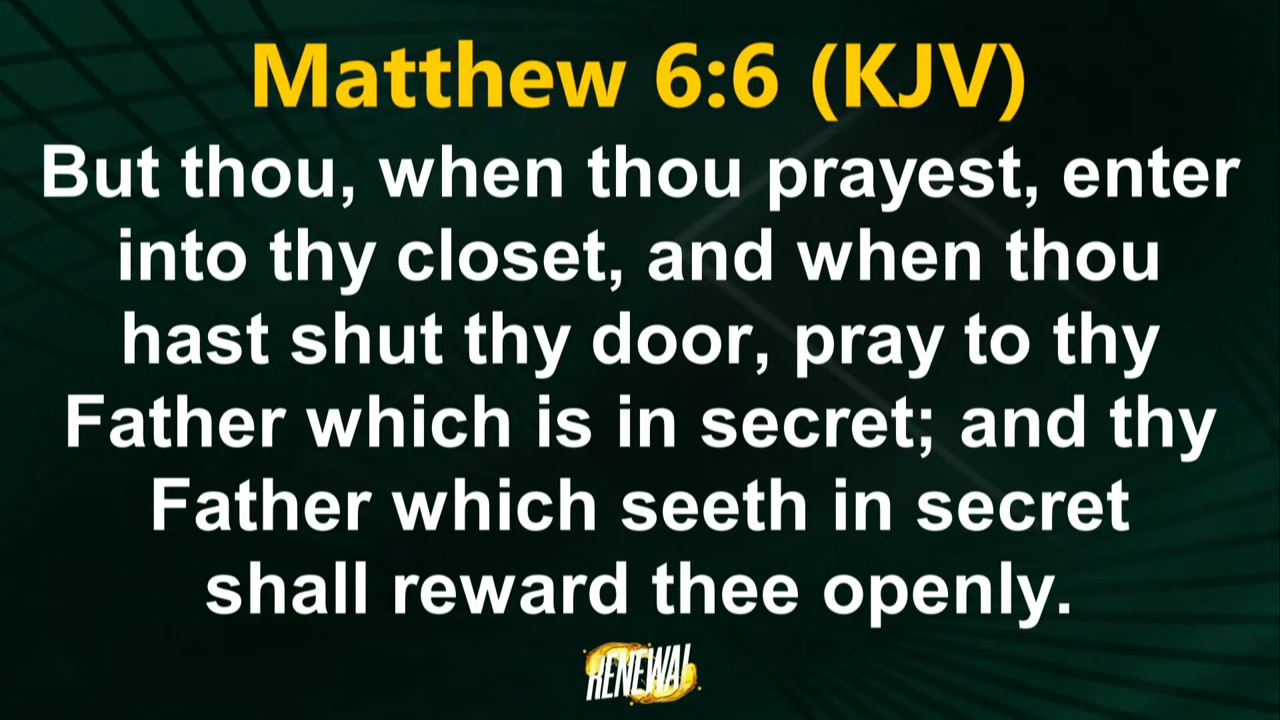 Matthew 6:6 (KJV)
But thou, when thou prayest, enter
into thy closet, and when thou
hast shut thy door, pray to thy
Father which is in secret; and thy
Father which seeth in secret
shall reward thee openly.
RENEWAL